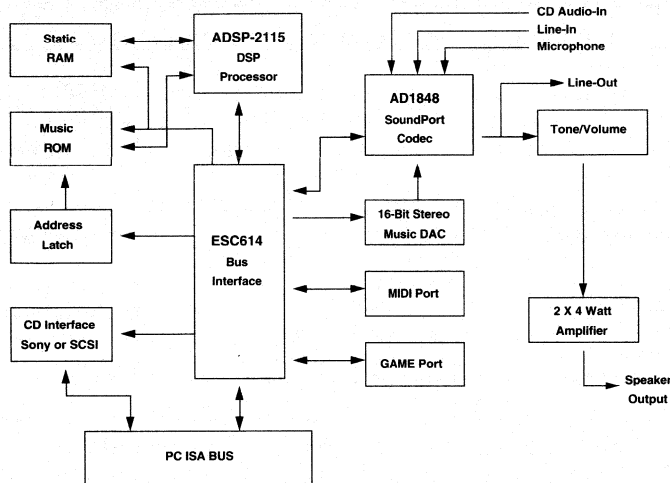 CD Audio-In
Line-In
Microphone
Static
RAM
ADSP-2115
DSP
Processor
Line-Out
AD1848
SoundPort
Codec
Tone/Volume
Music
ROM
Address
Latch
ESC614
Bus
Interface
16-Bit Stereo
Music DAC
MIDI Port
CD Interface
Sony or SCSI
2 X 4 Watt
Amplifier
GAME Port
Speaker
Output
PC ISA BUS